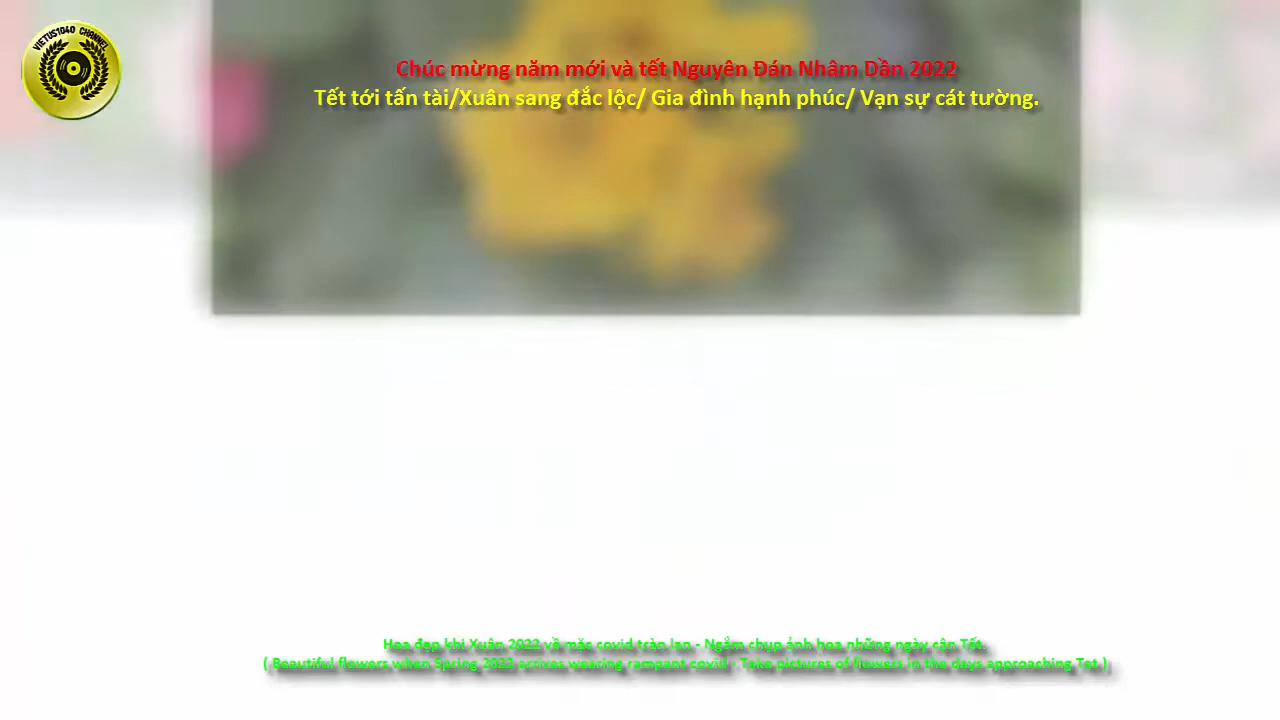 VIETUS1040 CHANNEL
Chúc mừng năm mới và tết Nguyên Đán Nhâm Dần 2022
Tết tới tấn tài/Xuân sang đắc lộc/ Gia đình hạnh phúc/ Vạn sự cát tường.
Hoa đẹp khi Xuân 2022 về mặc covid tràn lan - Ngắm chụp ảnh hoa những ngày cận Tết.
( Beautiful flowers when Spring 2022 arrives wearing rampant covid - Take pictures of flowers in the days approaching Tet )